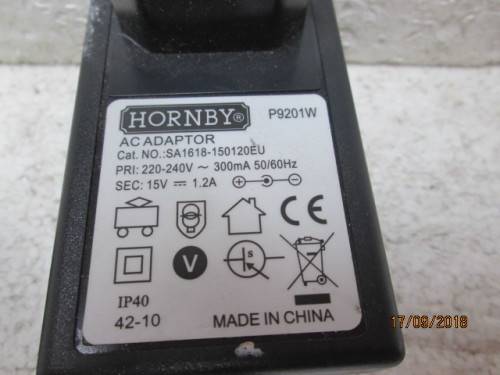 HORNBY® P9201W
AC ADAPTOR
Cat. NO.:SA1618-150120EU
PRI: 220-240V ~ 300mA 50/60Hz
SEC: 15V ⎓ 1.2A + -
CE
V s
IP40
42-10 MADE IN CHINA
17/09/2018